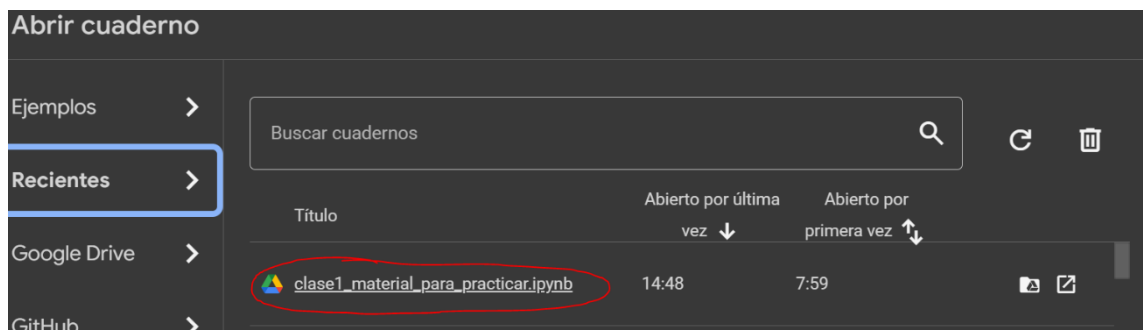 Abrir cuaderno
Ejemplos
Recientes
Google Drive
GitHub
Buscar cuadernos
Título
Abierto por última
vez
Abierto por
primera vez
clase1_material_para_practicar.ipynb
14:48
7:59